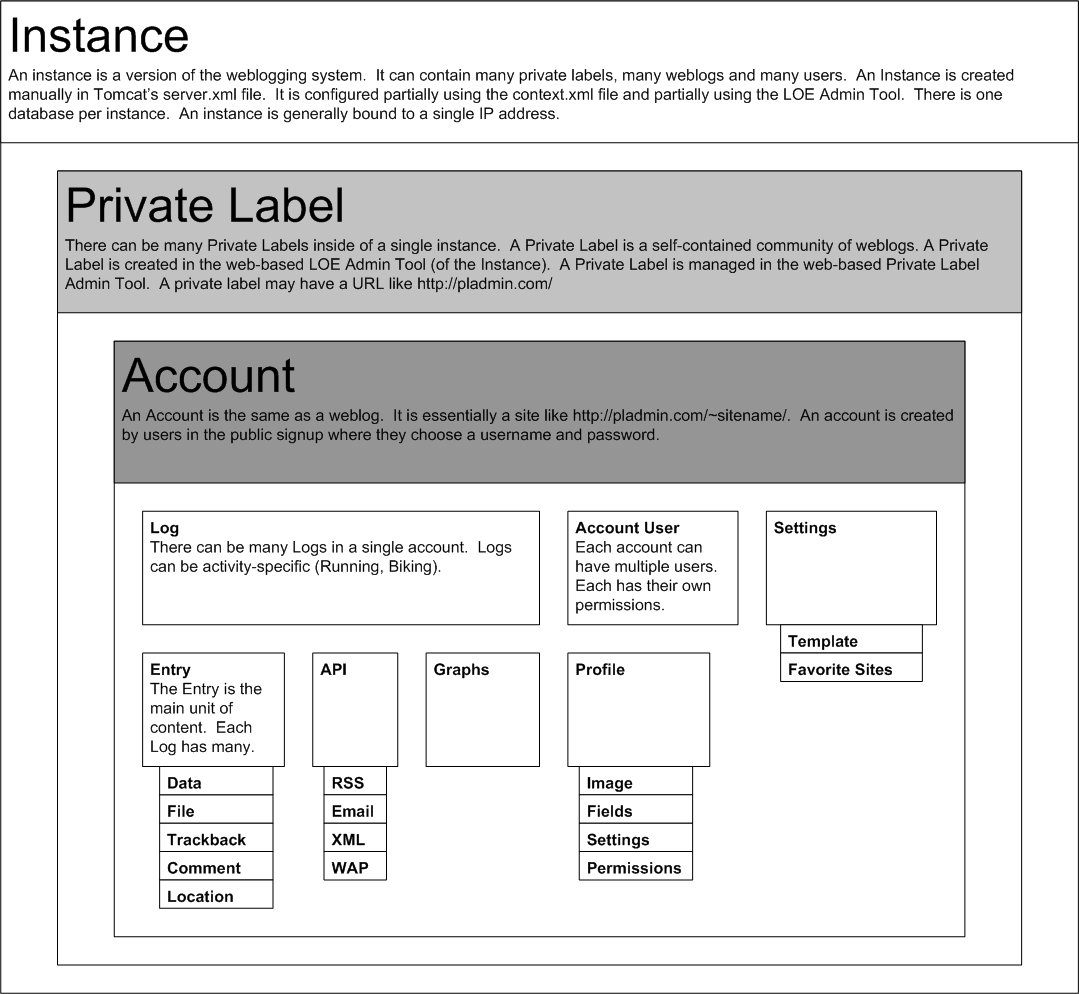 Instance
An instance is a version of the weblogging system.  It can contain many private labels, many weblogs and many users.  An Instance is created
manually in Tomcat's server.xml file.  It is configured partially using the context.xml file and partially using the LOE Admin Tool.  There is one
database per instance.  An instance is generally bound to a single IP address.
Private Label
There can be many Private Labels inside of a single instance.  A Private Label is a self-contained community of weblogs. A Private
Label is created in the web-based LOE Admin Tool (of the Instance).  A Private Label is managed in the web-based Private Label
Admin Tool.  A private label may have a URL like http://pladmin.com/
Account
An Account is the same as a weblog.  It is essentially a site like http://pladmin.com/~sitename/.  An account is created
by users in the public signup where they choose a username and password.
Log
There can be many Logs in a single account.  Logs
can be activity-specific (Running, Biking).
Account User
Each account can
have multiple users.
Each has their own
permissions.
Settings
Template
Favorite Sites
Entry
The Entry is the
main unit of
content.  Each
Log has many.
Data
File
Trackback
Comment
Location
API
RSS
Email
XML
WAP
Graphs
Profile
Image
Fields
Settings
Permissions